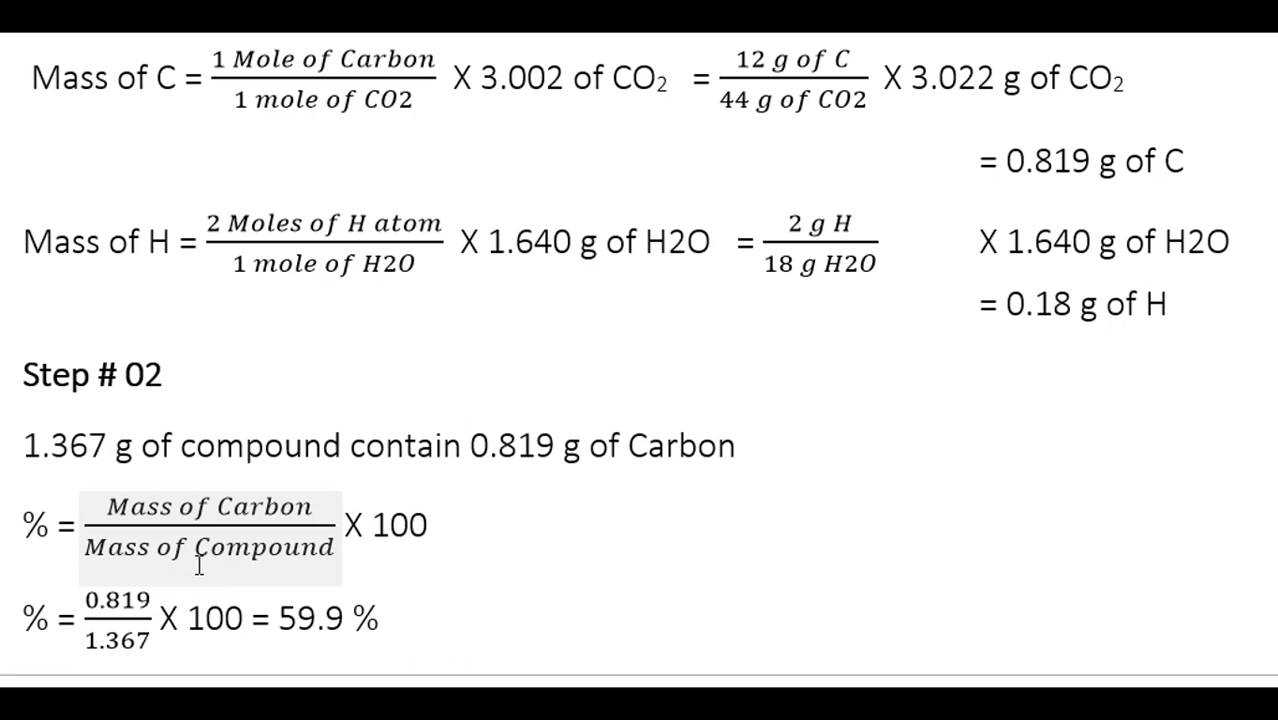 Mass of C = 1 Mole of Carbon / 1 mole of CO2 X 3.002 of CO₂ = 12 g of C / 44 g of CO2 X 3.022 g of CO₂
= 0.819 g of C
Mass of H = 2 Moles of H atom / 1 mole of H2O X 1.640 g of H2O = 2 g H / 18 g H2O X 1.640 g of H2O
= 0.18 g of H
Step # 02
1.367 g of compound contain 0.819 g of Carbon
% = Mass of Carbon / Mass of Compound X 100
% = 0.819 / 1.367 X 100 = 59.9 %